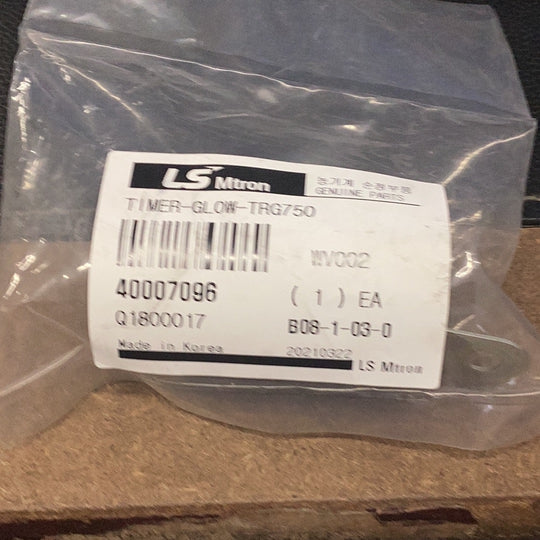 LS Mtron
농기계 순정부품
GENUINE PARTS
TIMER-GLOW-TRG750
WV002
40007096
( 1 ) EA
Q1800017
B08-1-03-0
Made in Korea
20210322
LS Mtron